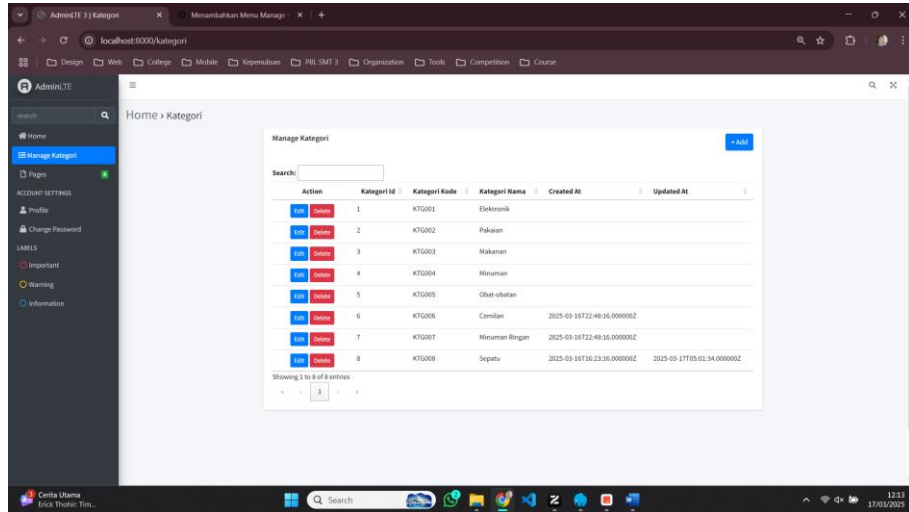 AdminLTE 3 | Kategori
Menambahkan Menu Manage
localhost:8000/kategori
Design Web College Mobile Kepenulisan PBL SMT 3 Organization Tools Competition Course
AdminLTE
search
Home
Manage Kategori
Pages
4
ACCOUNT SETTINGS
Profile
Change Password
LABELS
Important
Warning
Information
Home › Kategori
Manage Kategori
+ Add
Search:
Action Kategori Id Kategori Kode Kategori Nama Created At Updated At
Edit Delete 1 KTG001 Elektronik
Edit Delete 2 KTG002 Pakaian
Edit Delete 3 KTG003 Makanan
Edit Delete 4 KTG004 Minuman
Edit Delete 5 KTG005 Obat-obatan
Edit Delete 6 KTG006 Cemilan 2025-03-16T22:48:16.000000Z
Edit Delete 7 KTG007 Minuman Ringan 2025-03-16T22:48:16.000000Z
Edit Delete 8 KTG008 Sepatu 2025-03-16T16:23:16.000000Z 2025-03-17T05:01:34.000000Z
Showing 1 to 8 of 8 entries
« ‹ 1 › »
Cerita Utama
Erick Thohir: Tim...
Search
12:13
17/03/2025